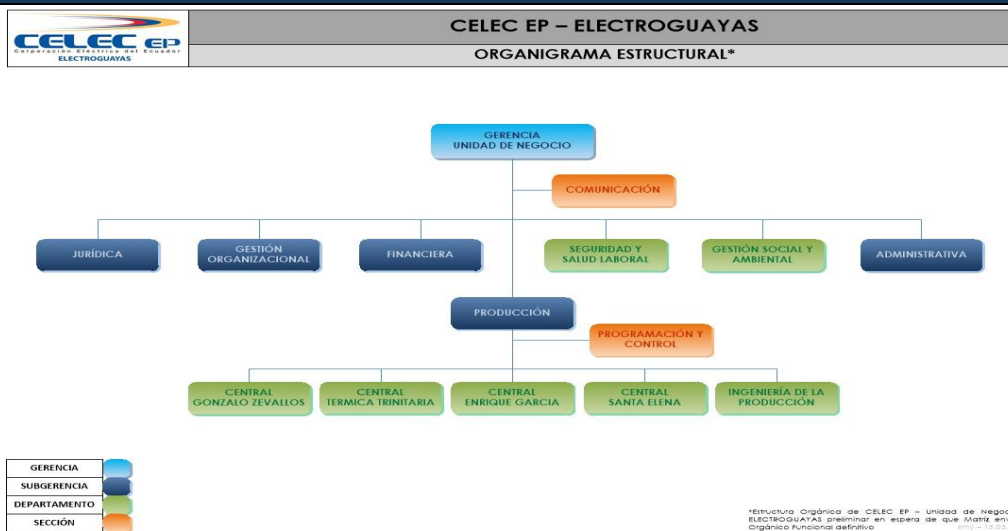 CELEC EP
Corporación Eléctrica del Ecuador
ELECTROGUAYAS
CELEC EP – ELECTROGUAYAS
ORGANIGRAMA ESTRUCTURAL*
GERENCIA
UNIDAD DE NEGOCIO
COMUNICACIÓN
JURÍDICA
GESTIÓN
ORGANIZACIONAL
FINANCIERA
SEGURIDAD Y
SALUD LABORAL
GESTIÓN SOCIAL Y
AMBIENTAL
ADMINISTRATIVA
PRODUCCIÓN
PROGRAMACIÓN Y
CONTROL
CENTRAL
GONZALO ZEVALLOS
CENTRAL
TERMICA TRINITARIA
CENTRAL
ENRIQUE GARCIA
CENTRAL
SANTA ELENA
INGENIERÍA DE LA
PRODUCCIÓN
GERENCIA
SUBGERENCIA
DEPARTAMENTO
SECCIÓN
*Estructura Orgánica de CELEC EP – Unidad de Nego
ELECTROGUAYAS preliminar en espera de que Matriz
Orgánico Funcional definitivo